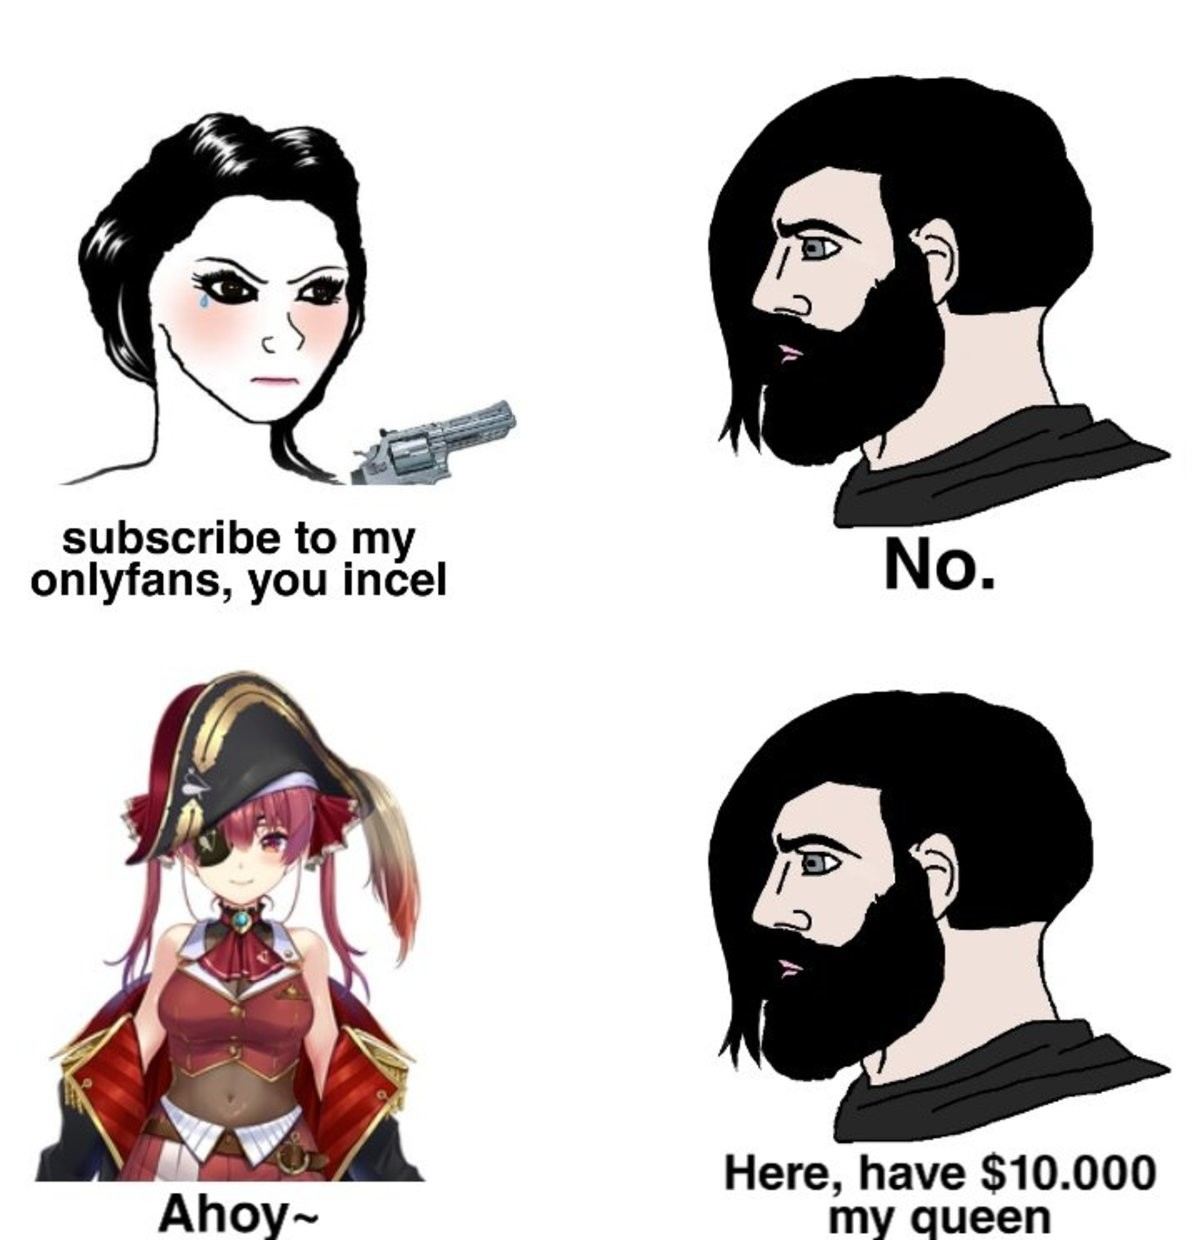 subscribe to my
onlyfans, you incel
No.
Ahoy~
Here, have $10.000
my queen